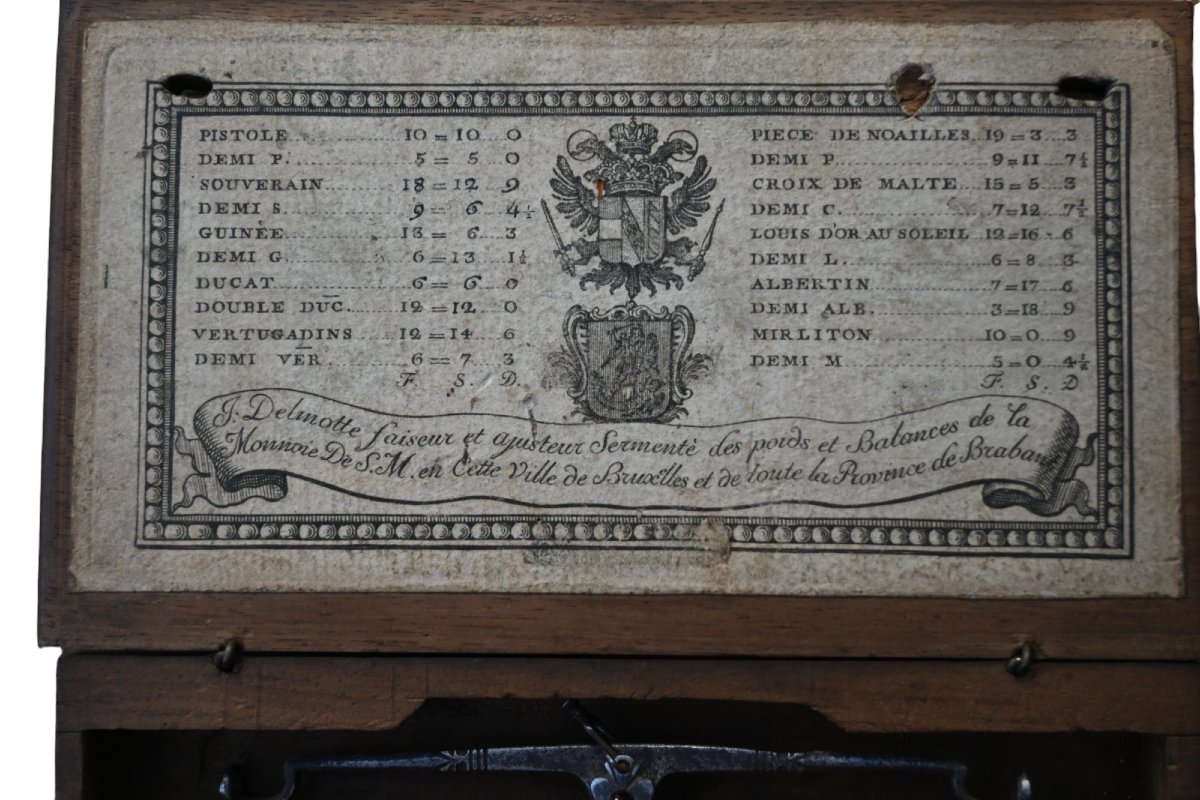 PISTOLE 10 = 10 0
DEMI P. 5 = 5 0
SOUVERAIN 18 = 12 9
DEMI S. 9 = 6 4½
GUINÉE 13 = 6 3
DEMI G 6 = 13 1½
DUCAT 6 = 6 0
DOUBLE DUC. 12 = 12 0
VERTUGADINS 12 = 14 6
DEMI VER 6 = 7 3
F. S. D.
PIECE DE NOAILLES 19 = 3 3
DEMI P. 9 = 11 7½
CROIX DE MALTE 15 = 5 3
DEMI C. 7 = 12 7½
LOUIS D'OR AU SOLEIL 12 = 16 6
DEMI L. 6 = 8 3
ALBERTIN 7 = 17 6
DEMI ALB. 3 = 18 9
MIRLITON 10 = 0 9
DEMI M 5 = 0 4½
F. S. D
J. Delmotte faiseur et ajusteur Sermenté des poids et Balances de la
Monnoie De S.M. en Cette Ville de Bruxelles et de toute la Province de Braban